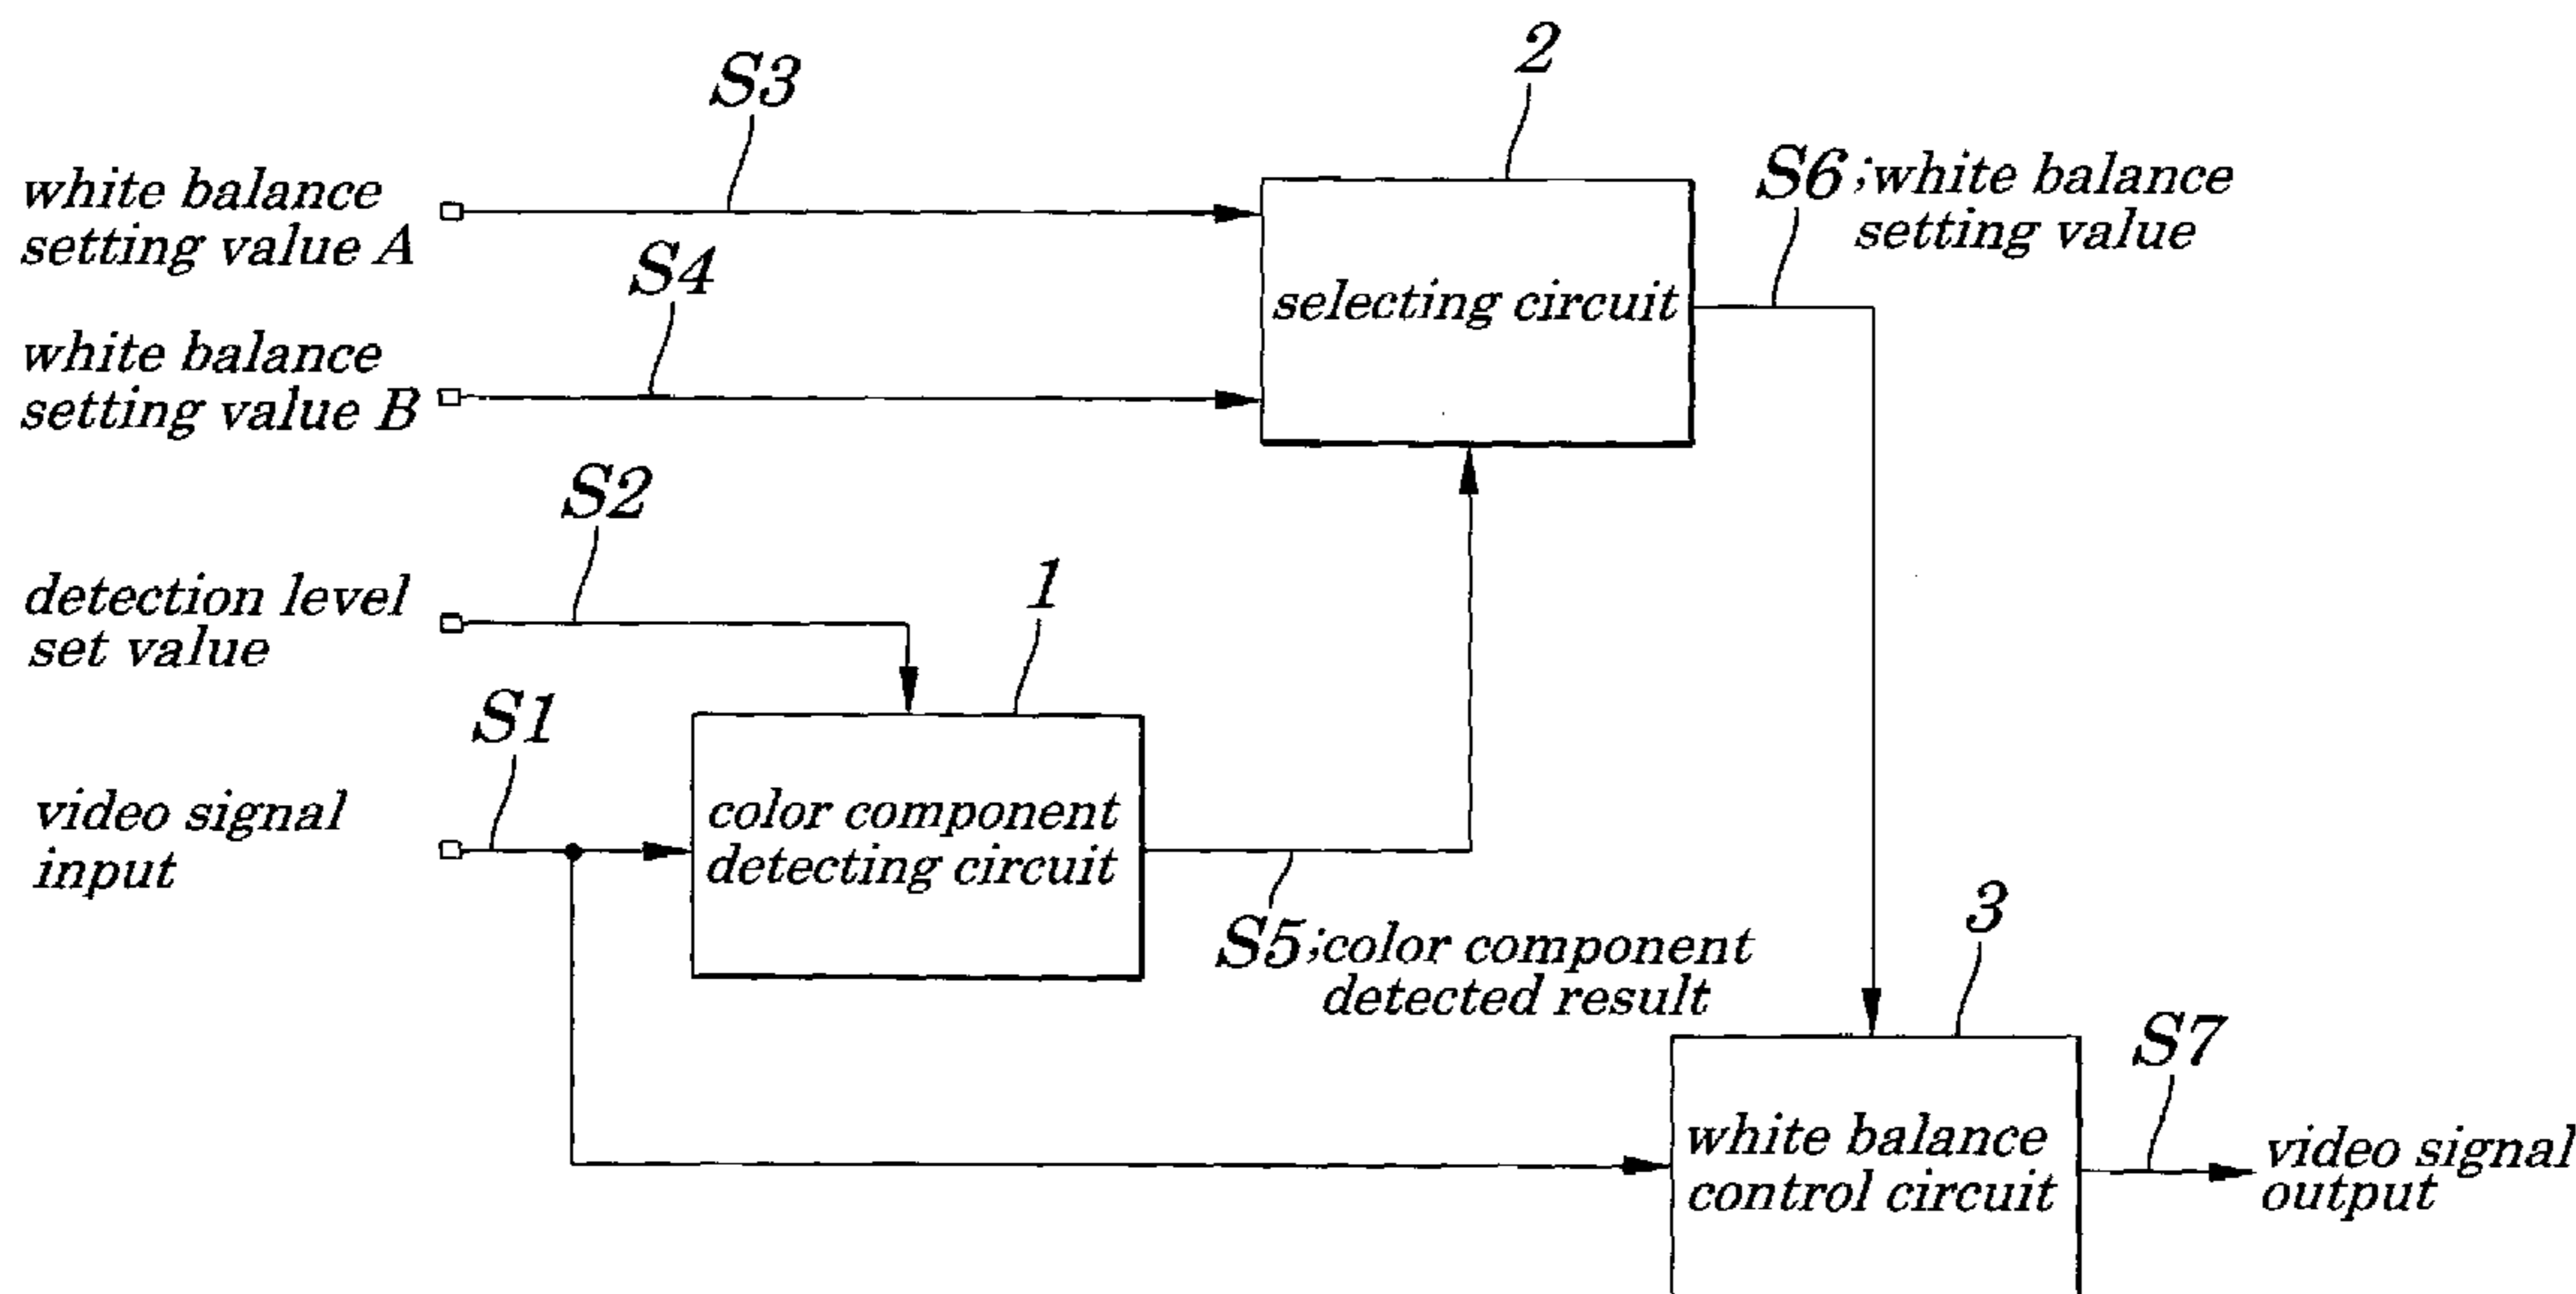 2
S3
white balance
setting value A
S6;white balance
setting value
S4
selecting circuit
white balance
setting value B
S2
detection level
set value
1
S1
video signal
input
color component
detecting circuit
S5;color component
detected result
3
S7
white balance
control circuit
video signal
output